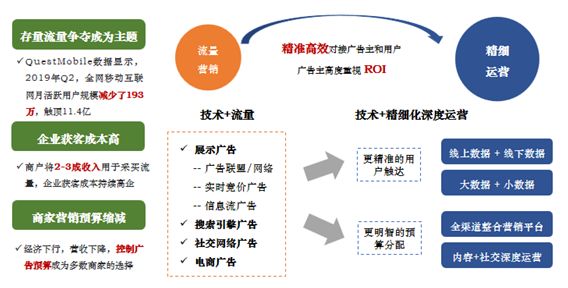 存量流量争夺成为主题
✓QuestMobile数据显示，
2019年Q2，全网移动互联
网月活跃用户规模减少了193
万，触顶11.4亿
企业获客成本高
✓商户将2-3成收入用于采买流
量，企业获客成本持续高企
商家营销预算缩减
✓经济下行，营收下降，控制广
告预算成为多数商家的选择
流量
营销
精准高效对接广告主和用户
广告主高度重视 ROI
精细
运营
技术+流量
✓ 展示广告
-- 广告联盟/网络
-- 实时竞价广告
-- 信息流广告
✓ 搜索引擎广告
✓ 社交网络广告
✓ 电商广告
技术+精细化深度运营
更精准的用
户触达
线上数据 + 线下数据
大数据 + 小数据
更明智的预
算分配
全渠道整合营销平台
内容+社交深度运营